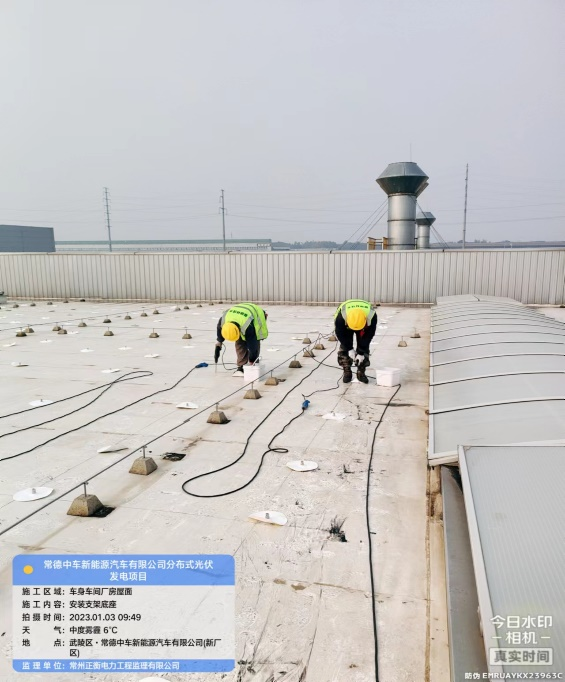 常德中车新能源汽车有限公司分布式光伏
发电项目
施工区域：车身车间厂房屋面
施工内容：安装支架底座
拍摄时间：2023.01.03 09:49
天　气：中度雾霾 6℃
地　点：武陵区·常德中车新能源汽车有限公司(新厂
区)
监理单位：常州正衡电力工程监理有限公司
今日水印
相机
真实时间
防伪 EMRUAYKX23963C